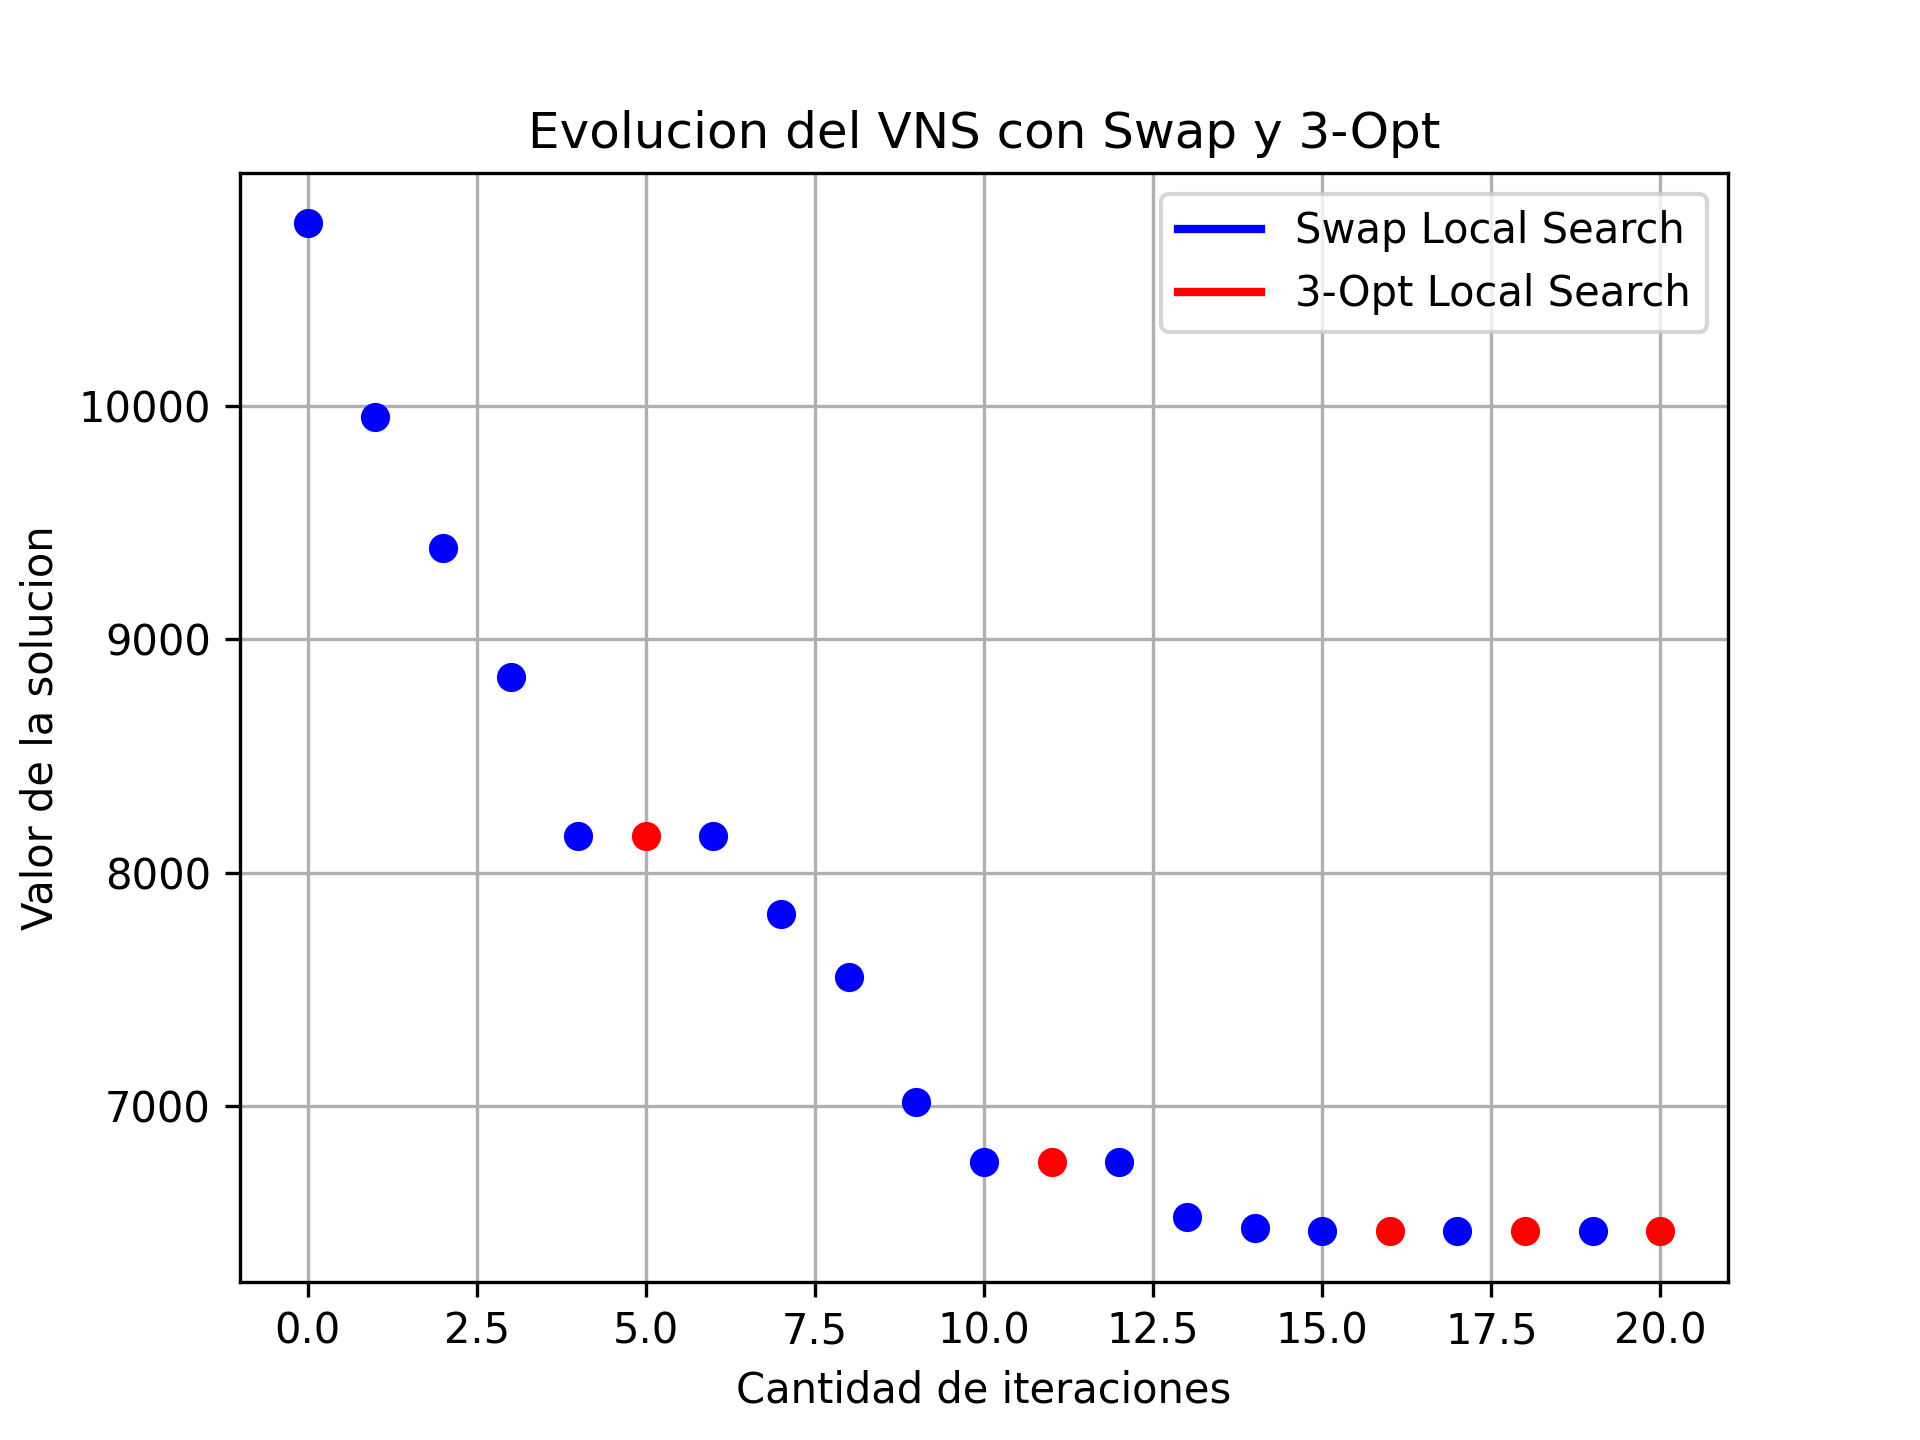 Evolucion del VNS con Swap y 3-Opt
Swap Local Search
3-Opt Local Search
Valor de la solucion
10000
9000
8000
7000
0.0 2.5 5.0 7.5 10.0 12.5 15.0 17.5 20.0
Cantidad de iteraciones